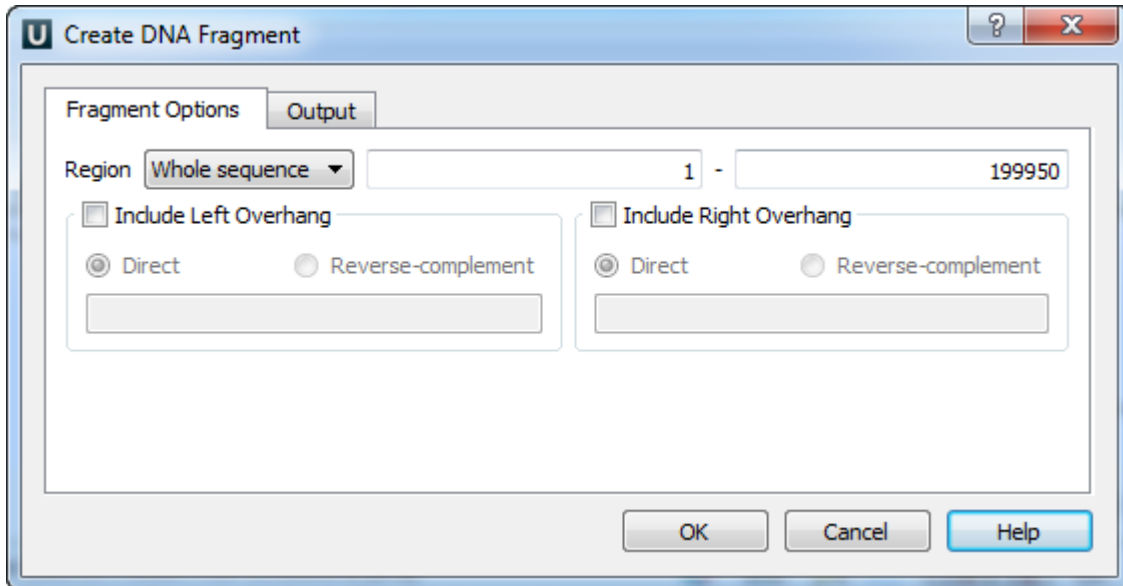 U Create DNA Fragment ? X
Fragment Options Output
Region Whole sequence 1 - 199950
Include Left Overhang Include Right Overhang
Direct Reverse-complement Direct Reverse-complement
OK Cancel Help